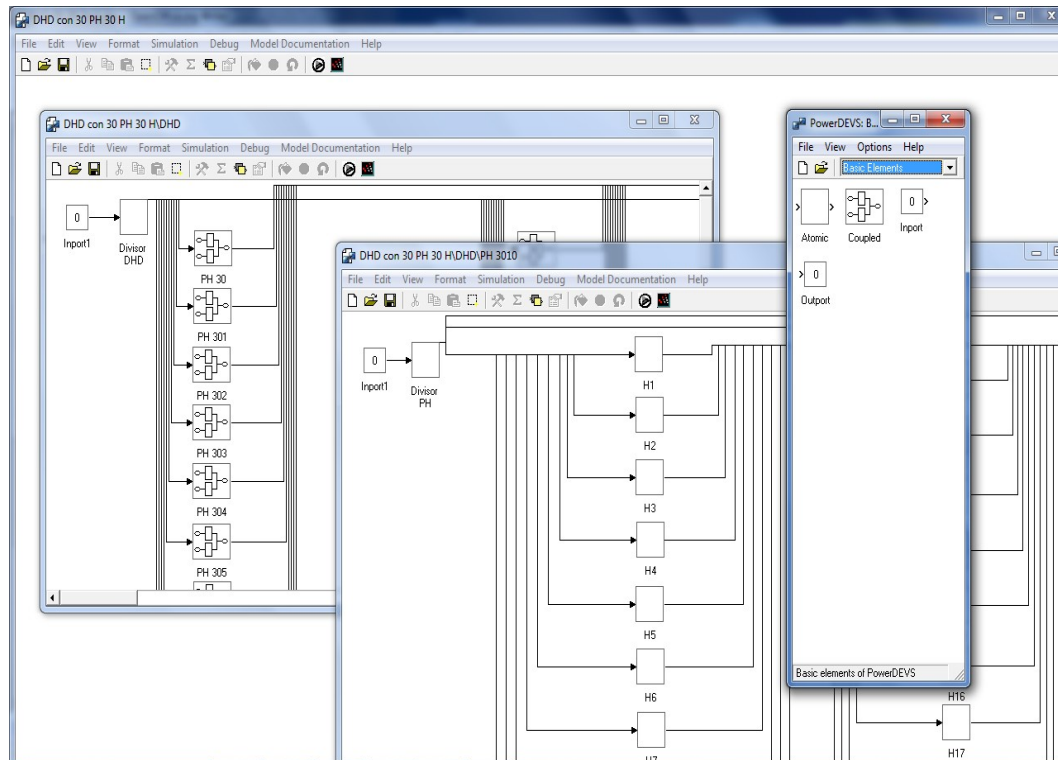 DHD con 30 PH 30 H
File Edit View Format Simulation Debug Model Documentation Help
DHD con 30 PH 30 H\DHD
File Edit View Format Simulation Debug Model Documentation Help
0
Inport1
Divisor
DHD
PH 30
PH 301
PH 302
PH 303
PH 304
PH 305
DHD con 30 PH 30 H\DHD\PH 3010
File Edit View Format Simulation Debug Model Documentation Help
0
Inport1
Divisor
PH
H1
H2
H3
H4
H5
H6
H7
H16
H17
PowerDEVS: B...
File View Options Help
Basic Elements
Atomic
Coupled
0
Inport
0
Outport
Basic elements of PowerDEVS